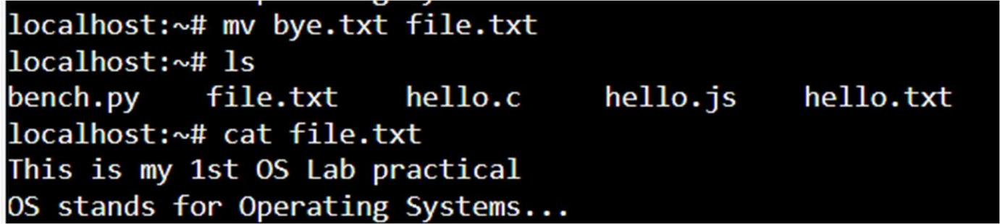 localhost:~# mv bye.txt file.txt
localhost:~# ls
bench.py    file.txt    hello.c     hello.js    hello.txt
localhost:~# cat file.txt
This is my 1st OS Lab practical
OS stands for Operating Systems...